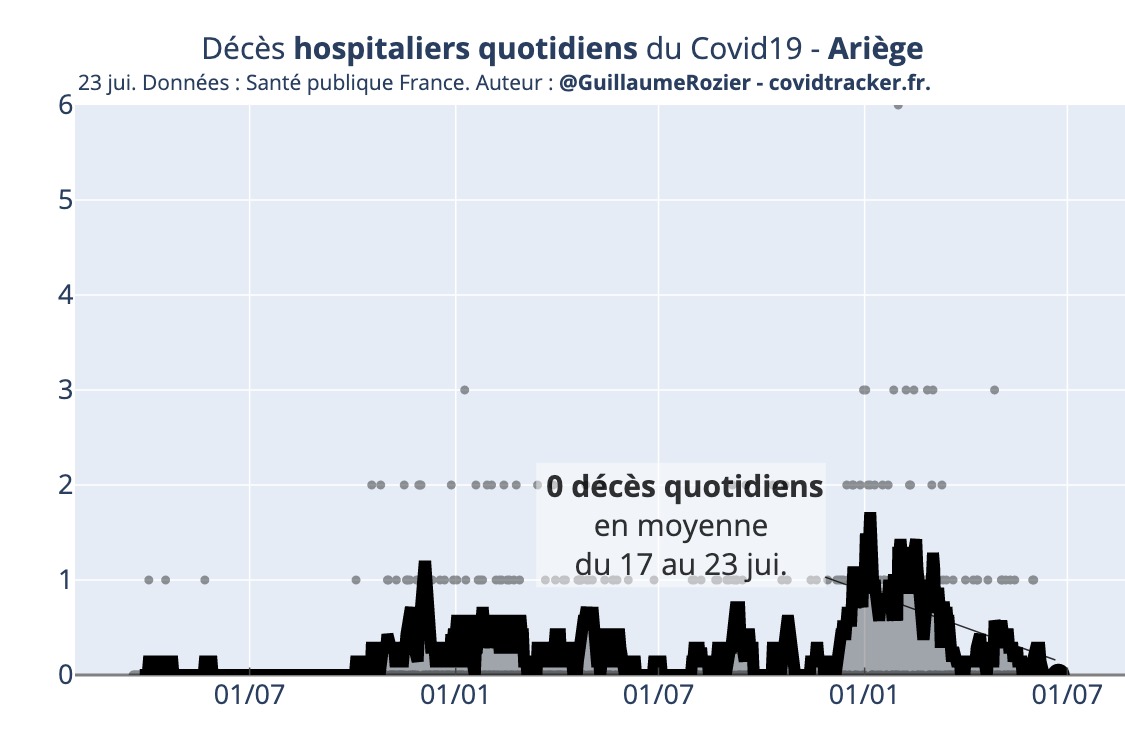 Décès hospitaliers quotidiens du Covid19 - Ariège
23 jui. Données : Santé publique France. Auteur : @GuillaumeRozier - covidtracker.fr.
6
5
4
3
2
1
0
0 décès quotidiens
en moyenne
du 17 au 23 jui.
01/07
01/01
01/07
01/01
01/07